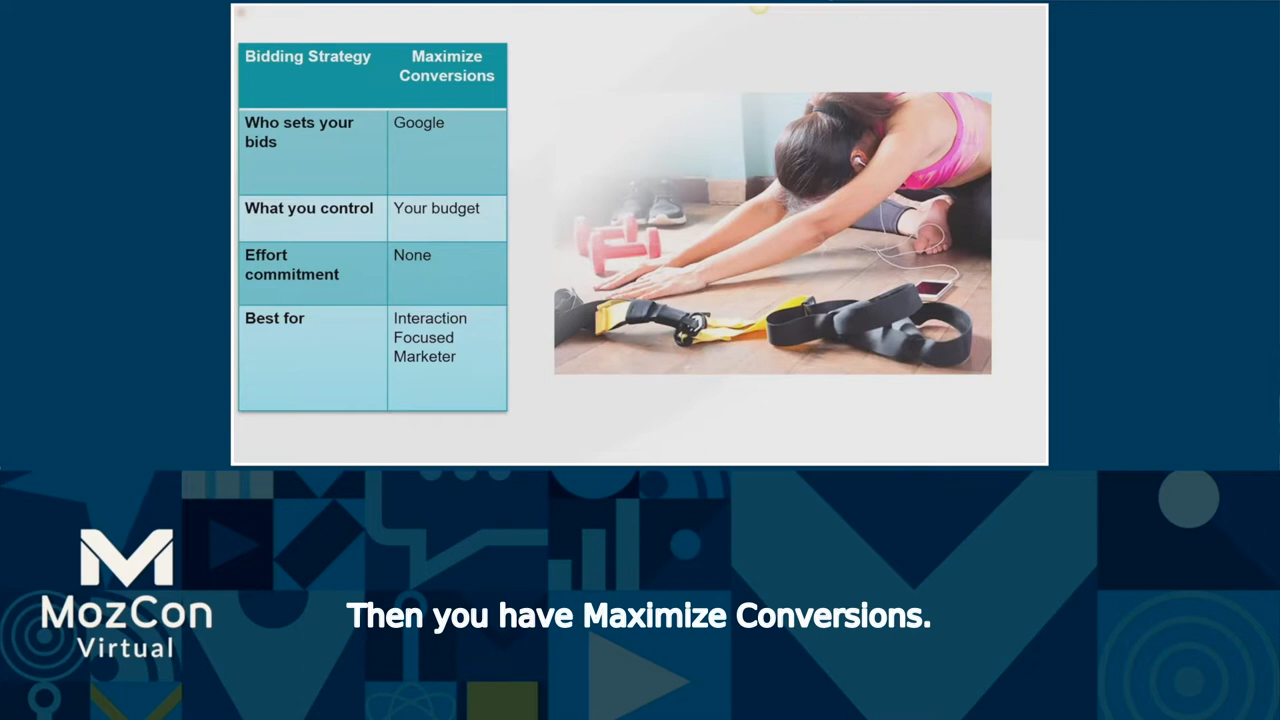 Bidding Strategy
Maximize
Conversions
Who sets your
bids
Google
What you control
Your budget
Effort
commitment
None
Best for
Interaction
Focused
Marketer
MozCon
Virtual
Then you have Maximize Conversions.